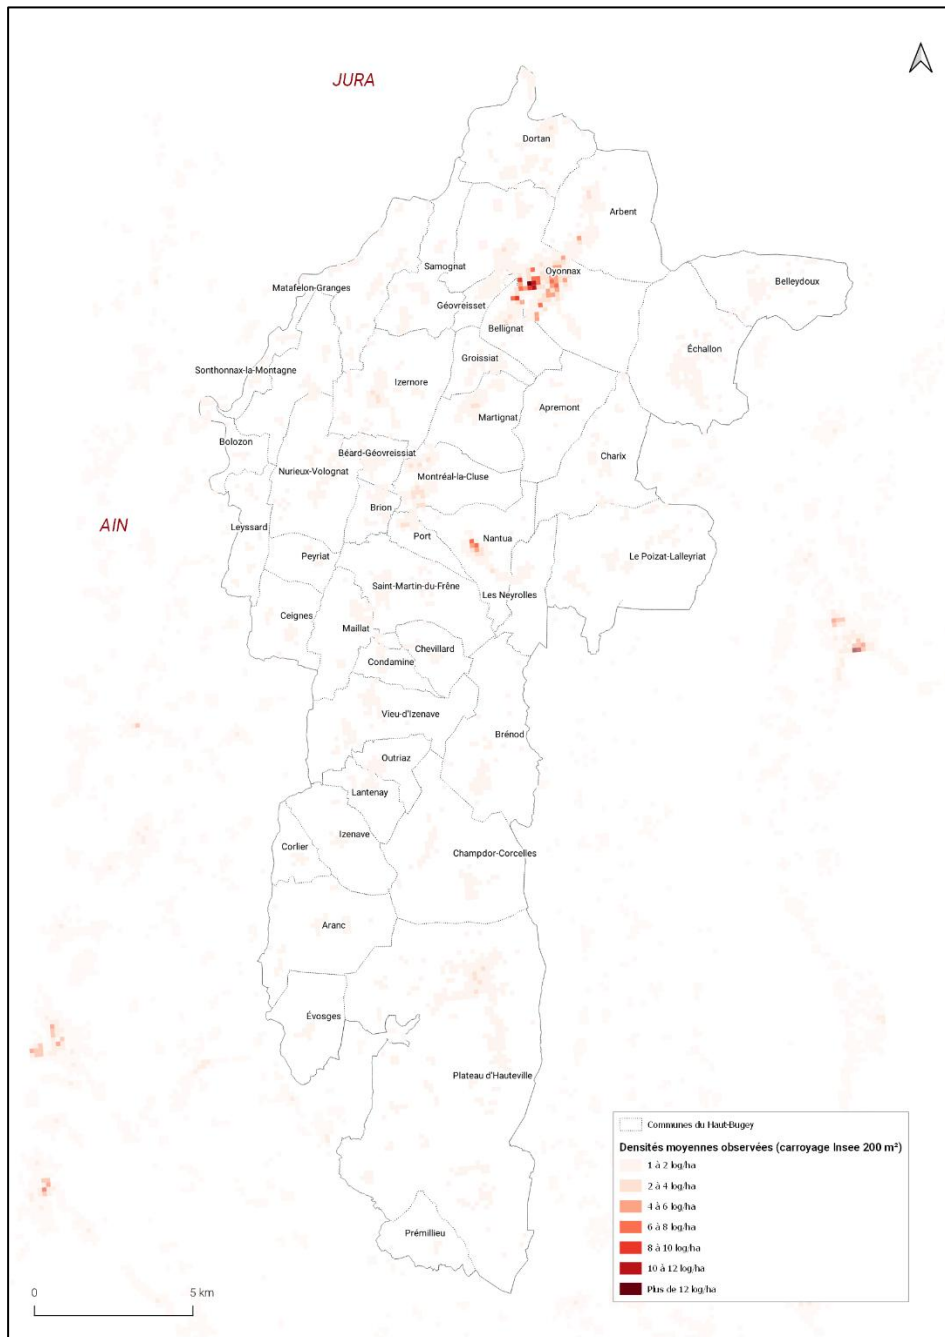 JURA
Dortan
Arbent
Samognat
Oyonnax
Belleydoux
Matafelon-Granges
Géovreisset
Bellignat
Échallon
Groissiat
Sonthonnax-la-Montagne
Izernore
Apremont
Martignat
Bolozon
Béard-Géovreissiat
Charix
Nurieux-Volognat
Montréal-la-Cluse
Brion
AIN
Leyssard
Port
Nantua
Peyriat
Le Poizat-Lalleyriat
Saint-Martin-du-Frêne
Les Neyrolles
Ceignes
Maillat
Chevillard
Condamine
Vieu-d'Izenave
Brénod
Outriaz
Lantenay
Izenave
Corlier
Champdor-Corcelles
Aranc
Évosges
Plateau d'Hauteville
Prémillieu
Communes du Haut-Bugey
Densités moyennes observées (carroyage Insee 200 m²)
1 à 2 log/ha
2 à 4 log/ha
4 à 6 log/ha
6 à 8 log/ha
8 à 10 log/ha
10 à 12 log/ha
Plus de 12 log/ha
0 5 km